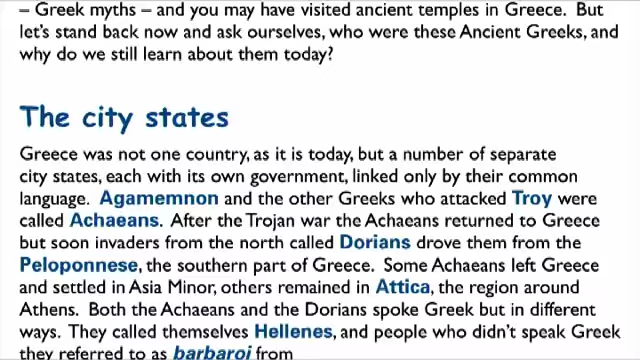 – Greek myths – and you may have visited ancient temples in Greece. But
let’s stand back now and ask ourselves, who were these Ancient Greeks, and
why do we still learn about them today?
The city states
Greece was not one country, as it is today, but a number of separate
city states, each with its own government, linked only by their common
language. Agamemnon and the other Greeks who attacked Troy were
called Achaeans. After the Trojan war the Achaeans returned to Greece
but soon invaders from the north called Dorians drove them from the
Peloponnese, the southern part of Greece. Some Achaeans left Greece
and settled in Asia Minor, others remained in Attica, the region around
Athens. Both the Achaeans and the Dorians spoke Greek but in different
ways. They called themselves Hellenes, and people who didn’t speak Greek
they referred to as barbaroi from